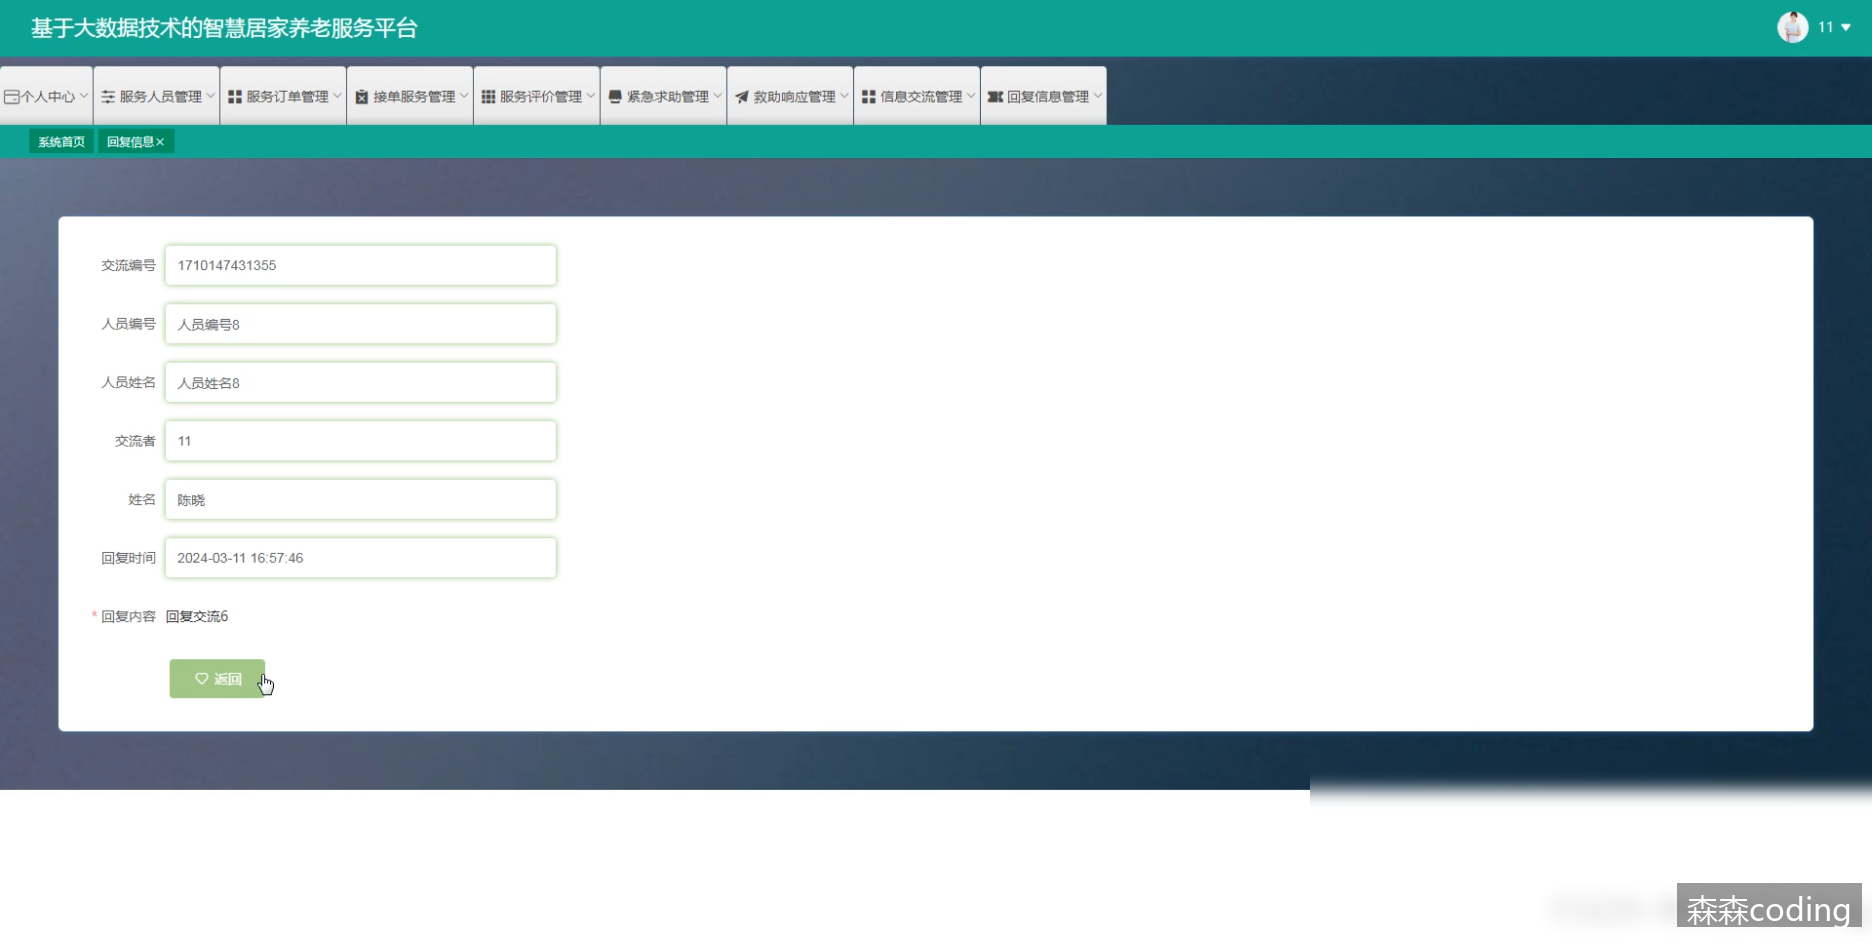 基于大数据技术的智慧居家养老服务平台
11
个人中心 服务人员管理 服务订单管理 接单服务管理 服务评价管理 紧急求助管理 救助响应管理 信息交流管理 回复信息管理
系统首页 回复信息×
交流编号 1710147431355
人员编号 人员编号8
人员姓名 人员姓名8
交流者 11
姓名 陈晓
回复时间 2024-03-11 16:57:46
* 回复内容 回复交流6
返回
森森coding